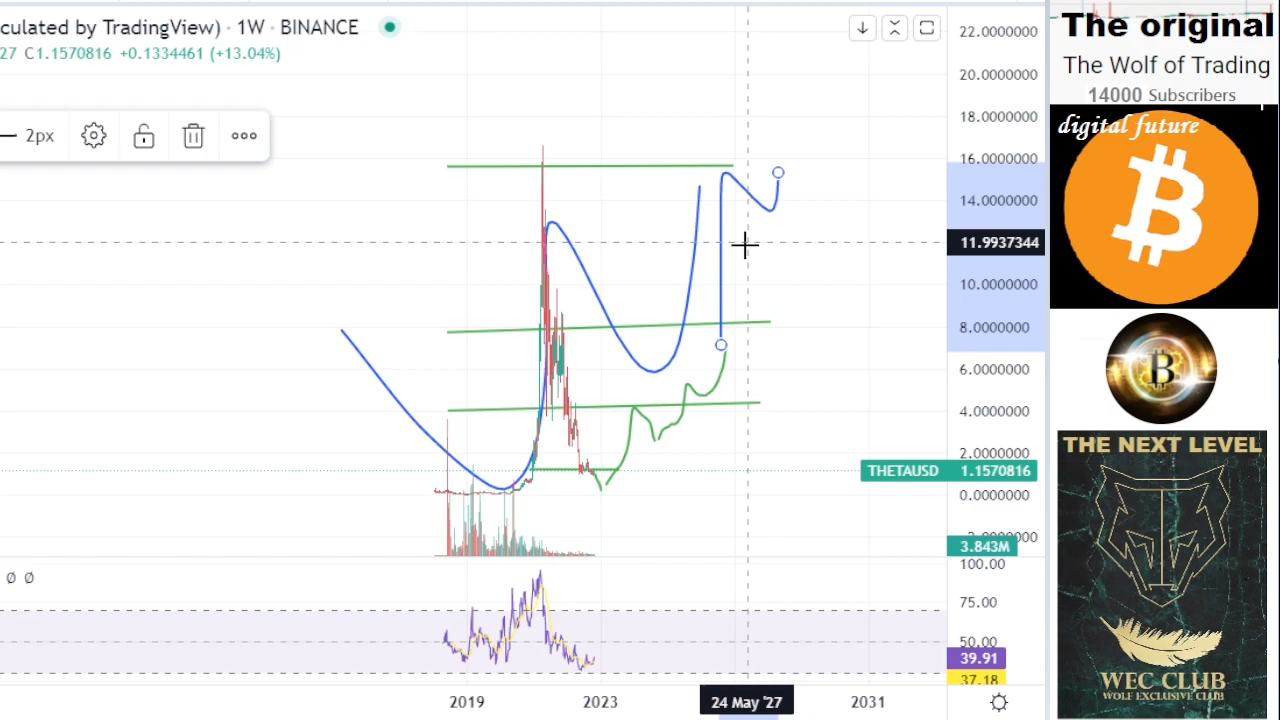 culated by TradingView) · 1W · BINANCE
27 C1.1570816 +0.1334461 (+13.04%)
2px
22.0000000
20.0000000
18.0000000
16.0000000
14.0000000
11.9937344
10.0000000
8.0000000
6.0000000
4.0000000
2.0000000
THETAUSD 1.1570816
0.0000000
3.843M
100.00
75.00
50.00
39.91
37.18
Ø Ø
2019
2023
24 May '27
2031
The original
The Wolf of Trading
14000 Subscribers
digital future
B
B
THE NEXT LEVEL
WEC CLUB
WOLF EXCLUSIVE CLUB